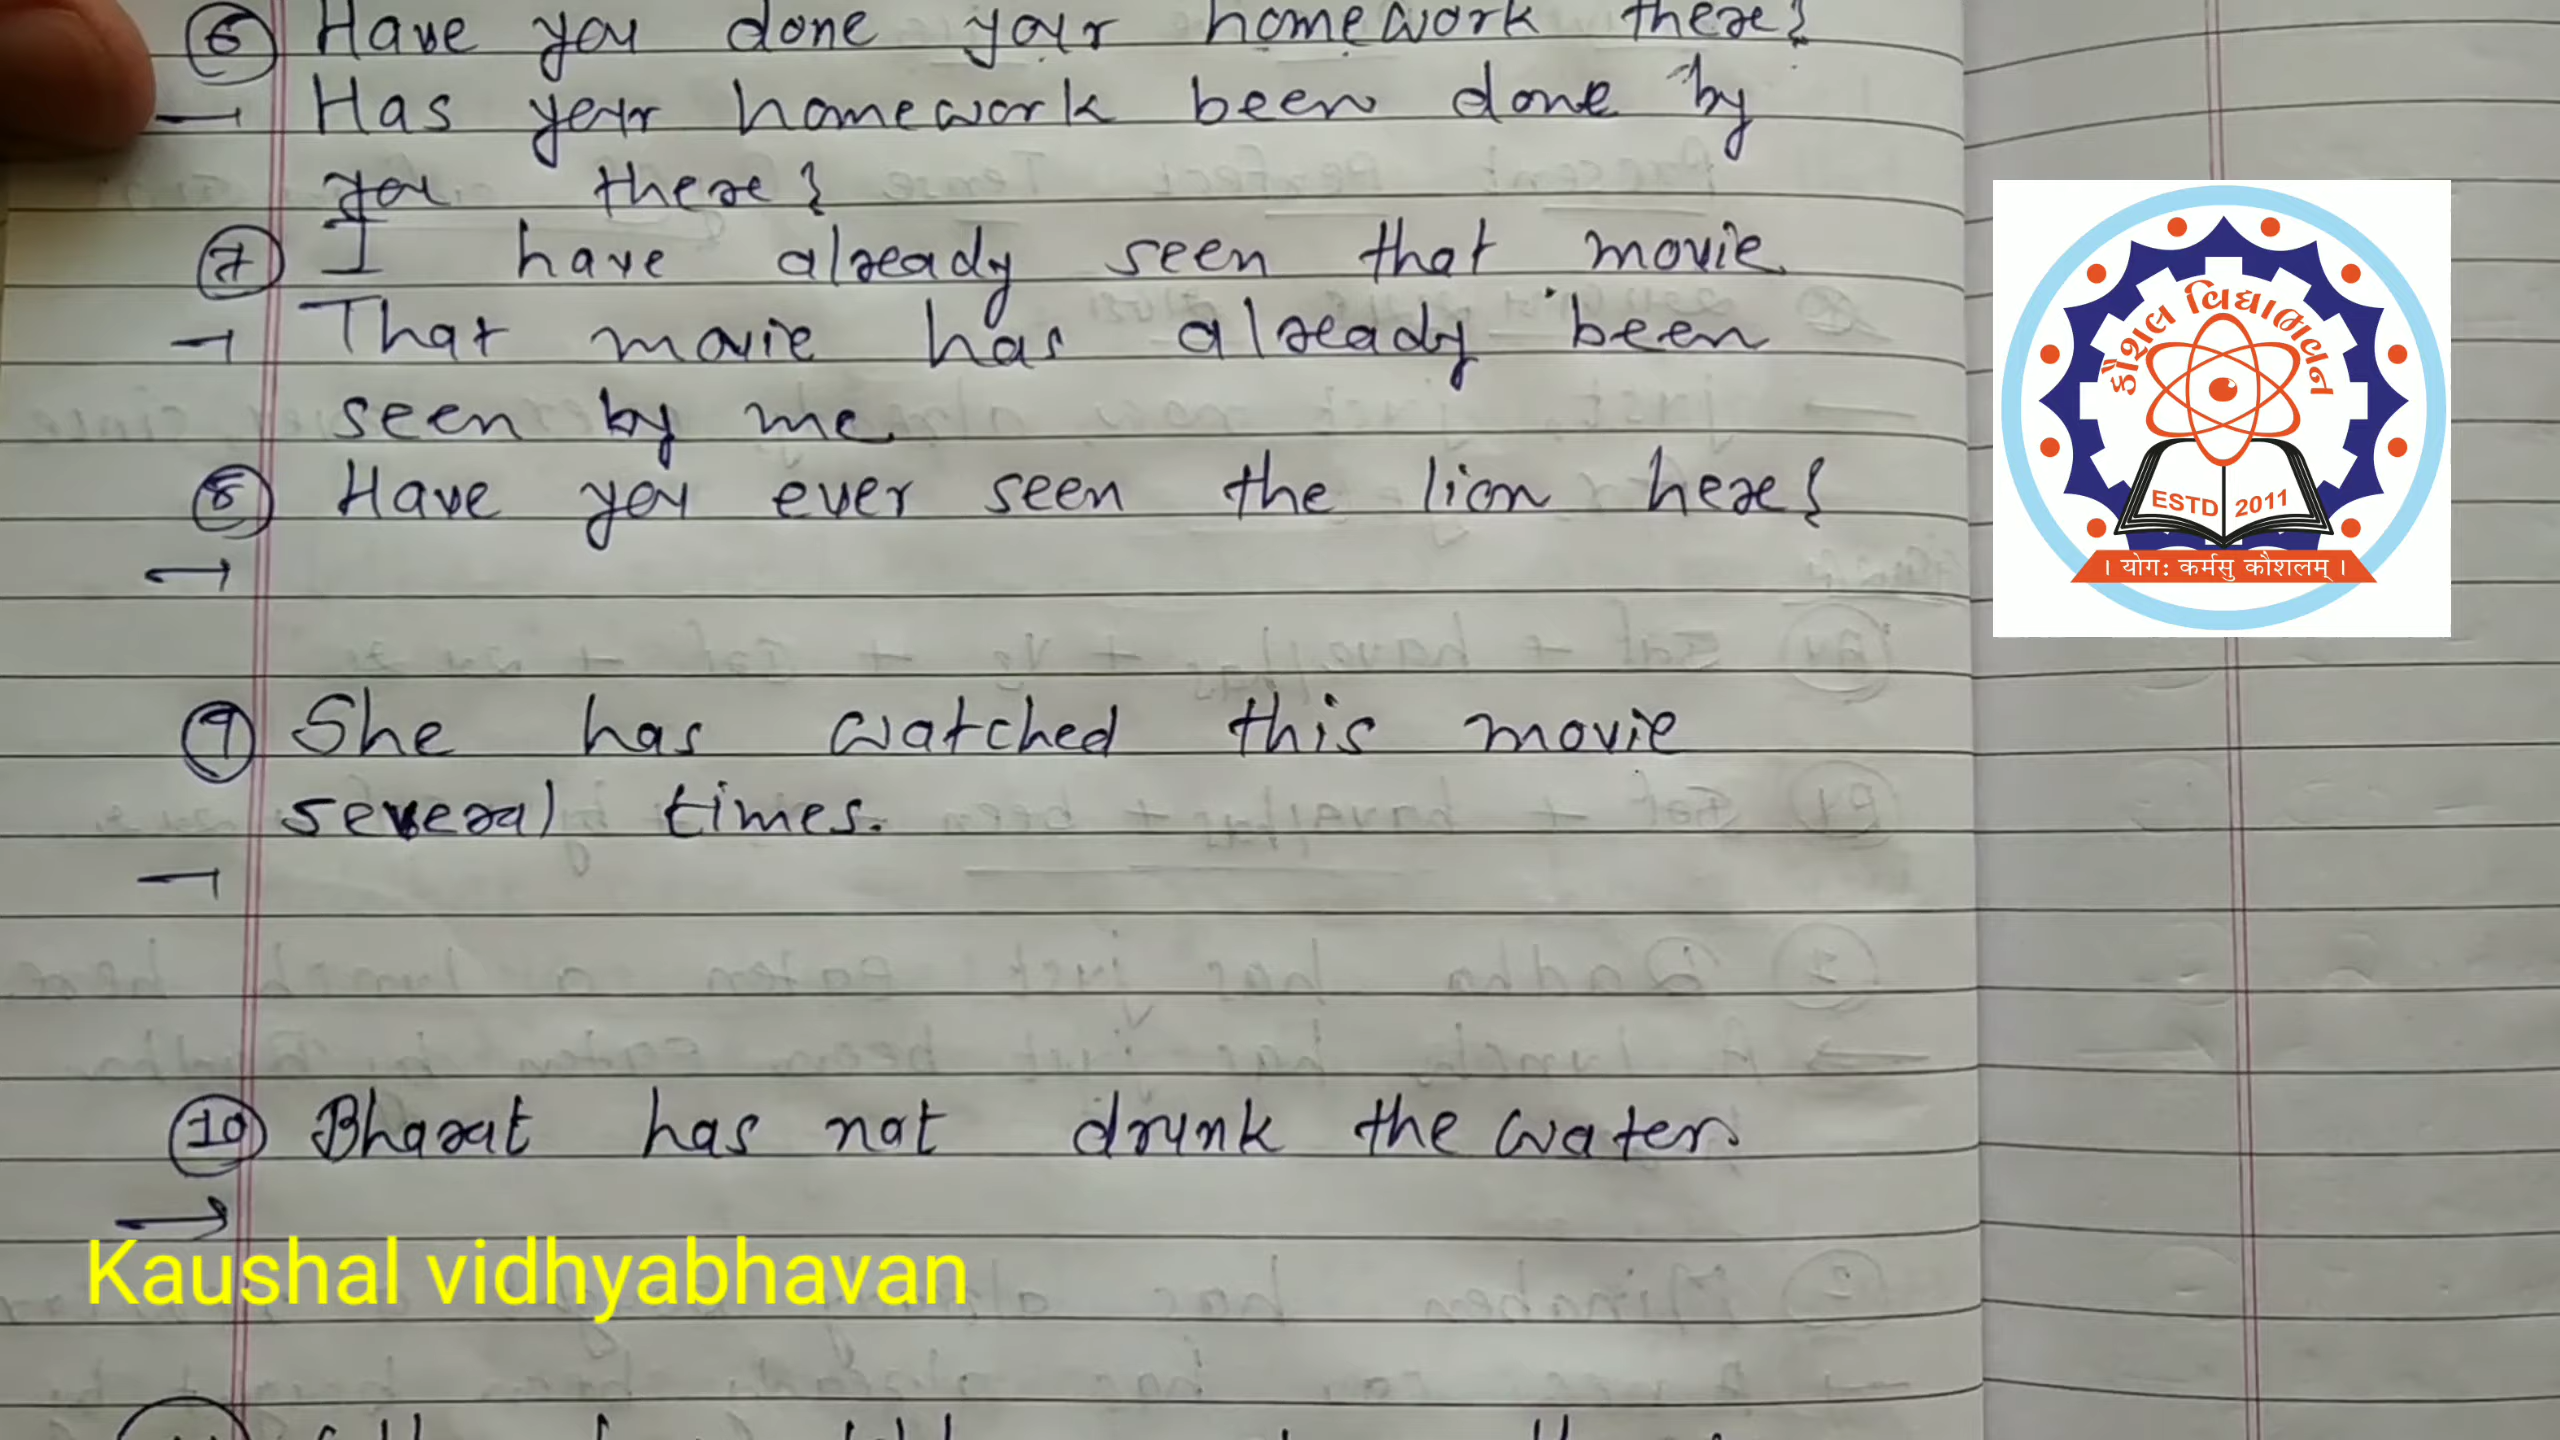 6 Have you done your homework there?
→ Has your homework been done by
you there?
7 I have already seen that movie.
→ That movie has already been
seen by me.
8 Have you ever seen the lion here?
→
9 She has watched this movie
several times.
→
10 Bharat has not drunk the water.
→
Kaushal vidhyabhavan
કૌશલ વિદ્યાભવન
ESTD 2011
। योगः कर्मसु कौशलम् ।